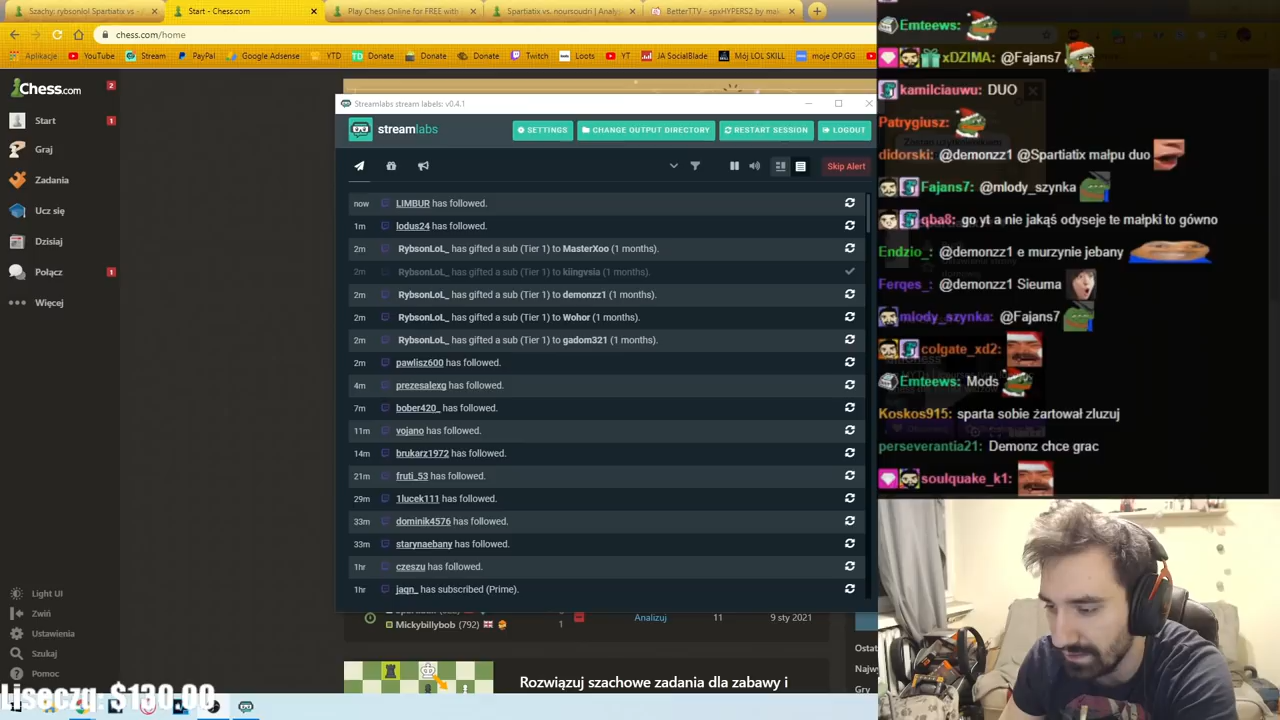 Szachy: rybsonlol Spartiatix vs -
Start - Chess.com
Play Chess Online for FREE with
Spartiatix vs. noursoudri | Analy
BetterTTV - spxHYPERS2 by mak
chess.com/home
Aplikacje
YouTube
Stream
PayPal
Google Adsense
YTD
TD Donate
Donate
Donate
Twitch
loots Loots
YT
JA SocialBlade
Mój LOL SKILL
moje OP.GG
Chess.com
2
Start
1
Graj
Zadania
Ucz się
Dzisiaj
Połącz
1
Więcej
Light UI
Zwiń
Ustawienia
Szukaj
Pomoc
Streamlabs stream labels: v0.4.1
streamlabs
SETTINGS
CHANGE OUTPUT DIRECTORY
RESTART SESSION
LOGOUT
Skip Alert
now LIMBUR has followed.
1m lodus24 has followed.
2m RybsonLoL_ has gifted a sub (Tier 1) to MasterXoo (1 months).
2m RybsonLoL_ has gifted a sub (Tier 1) to kiingvsia (1 months).
2m RybsonLoL_ has gifted a sub (Tier 1) to demonzz1 (1 months).
2m RybsonLoL_ has gifted a sub (Tier 1) to Wohor (1 months).
2m RybsonLoL_ has gifted a sub (Tier 1) to gadom321 (1 months).
2m pawlisz600 has followed.
4m prezesalexg has followed.
7m bober420_ has followed.
11m vojano has followed.
14m brukarz1972 has followed.
21m fruti_53 has followed.
29m 1lucek111 has followed.
33m dominik4576 has followed.
33m starynaebany has followed.
1hr czeszu has followed.
1hr jaqn_ has subscribed (Prime).
Mickybillybob (792)
1
Analizuj
11
9 sty 2021
Rozwiązuj szachowe zadania dla zabawy i
Osta
Gry
Liseczq: $130.00
Emteews:
xDZIMA: @Fajans7
kamilciauwu: DUO
Patrygiusz:
didorski: @demonzz1 @Spartiatix małpu duo
Fajans7: @mlody_szynka
qba8: go yt a nie jakąś odyseje te małpki to gówno
Endzio_: @demonzz1 e murzynie jebany
Ferqes_: @demonzz1 Sieuma
mlody_szynka: @Fajans7
colgate_xd2:
Emteews: Mods
Koskos915: sparta sobie żartował zluzuj
perseverantia21: Demonz chce grac
soulquake_k1: